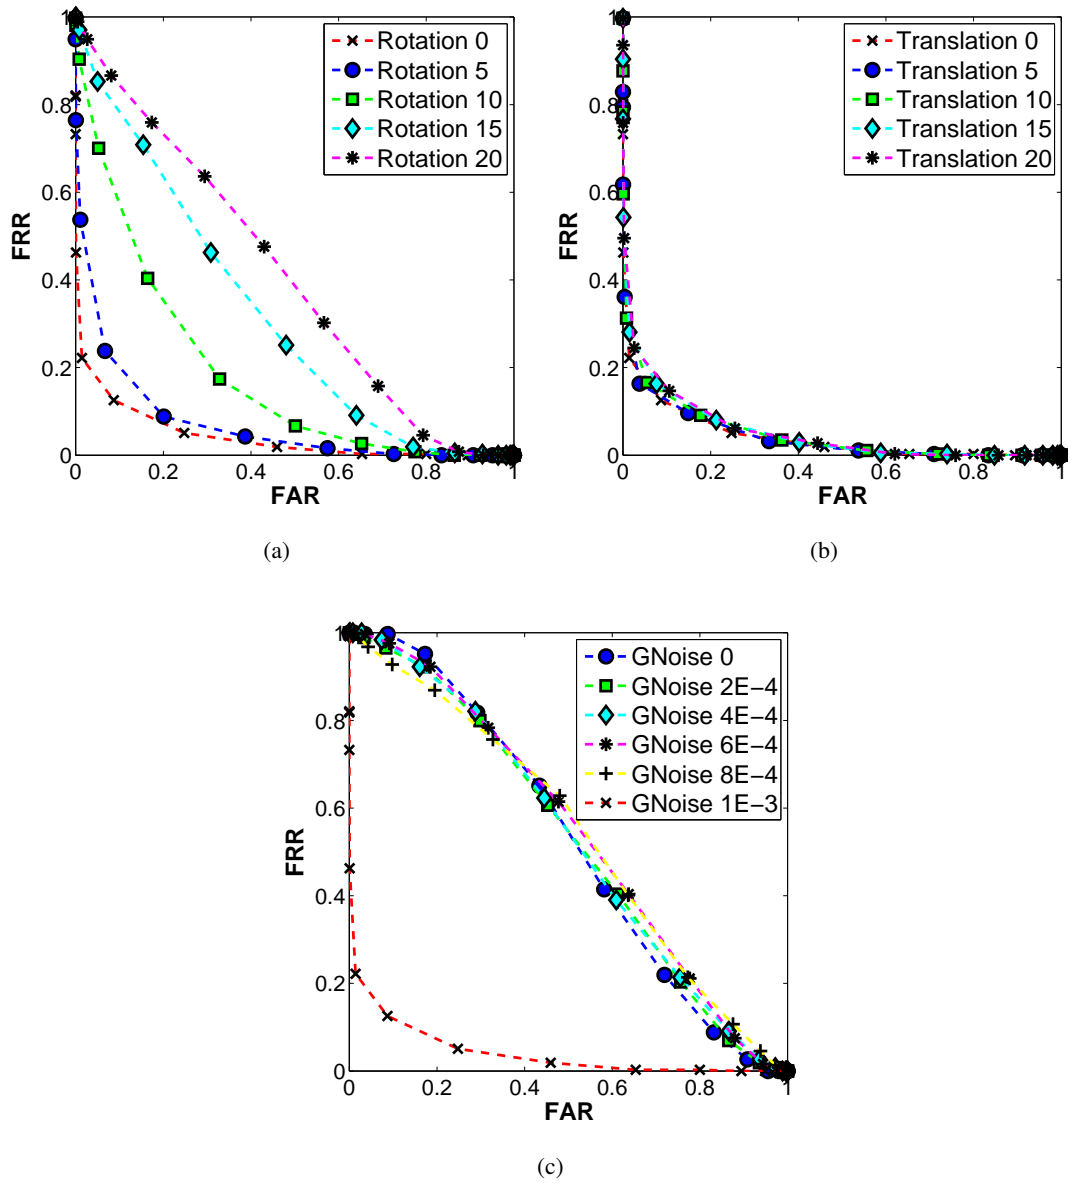 1
0.8
0.6
0.4
0.2
0
0
0.2
0.4
0.6
0.8
1
FRR
FAR
Rotation 0
Rotation 5
Rotation 10
Rotation 15
Rotation 20
(a)
1
0.8
0.6
0.4
0.2
0
0
0.2
0.4
0.6
0.8
1
FRR
FAR
Translation 0
Translation 5
Translation 10
Translation 15
Translation 20
(b)
1
0.8
0.6
0.4
0.2
0
0
0.2
0.4
0.6
0.8
1
FRR
FAR
GNoise 0
GNoise 2E−4
GNoise 4E−4
GNoise 6E−4
GNoise 8E−4
GNoise 1E−3
(c)